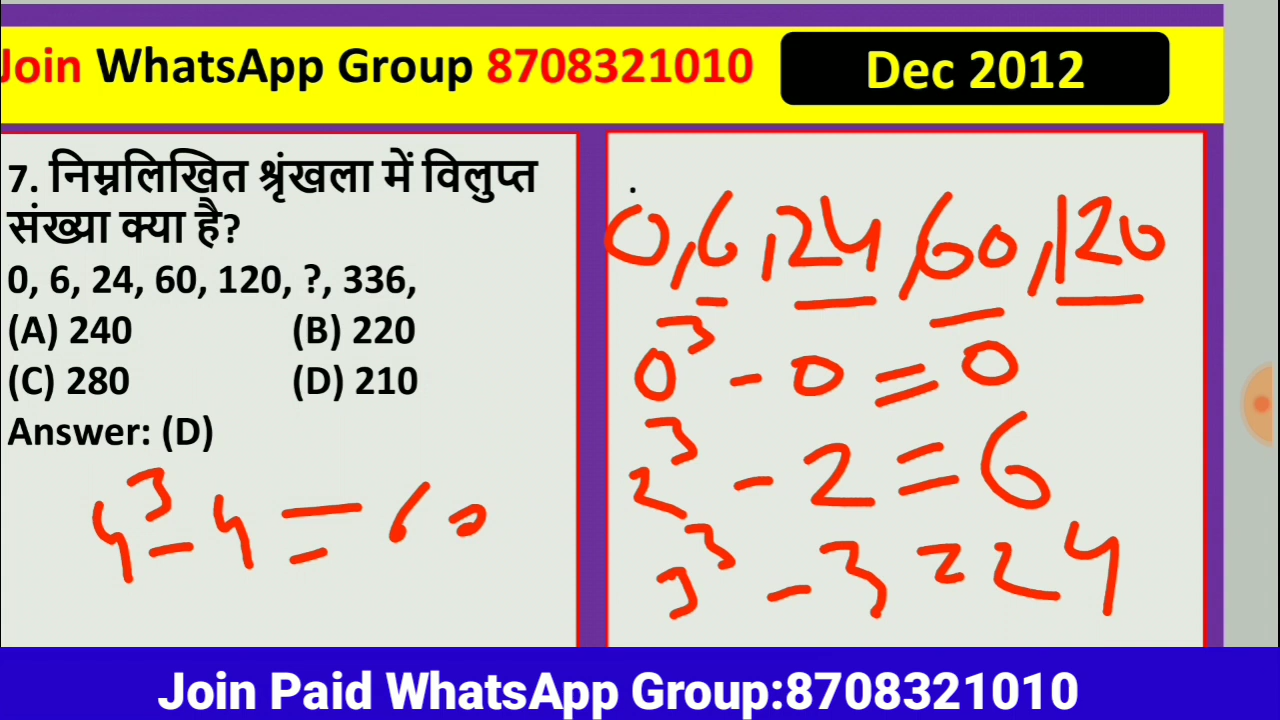 Join WhatsApp Group 8708321010
Dec 2012
7. निम्नलिखित श्रृंखला में विलुप्त
संख्या क्या है?
0, 6, 24, 60, 120, ?, 336,
(A) 240 (B) 220
(C) 280 (D) 210
Answer: (D)
4³ - 4 = 60
0, 6, 24, 60, 120
0³ - 0 = 0
2³ - 2 = 6
3³ - 3 = 24
Join Paid WhatsApp Group:8708321010